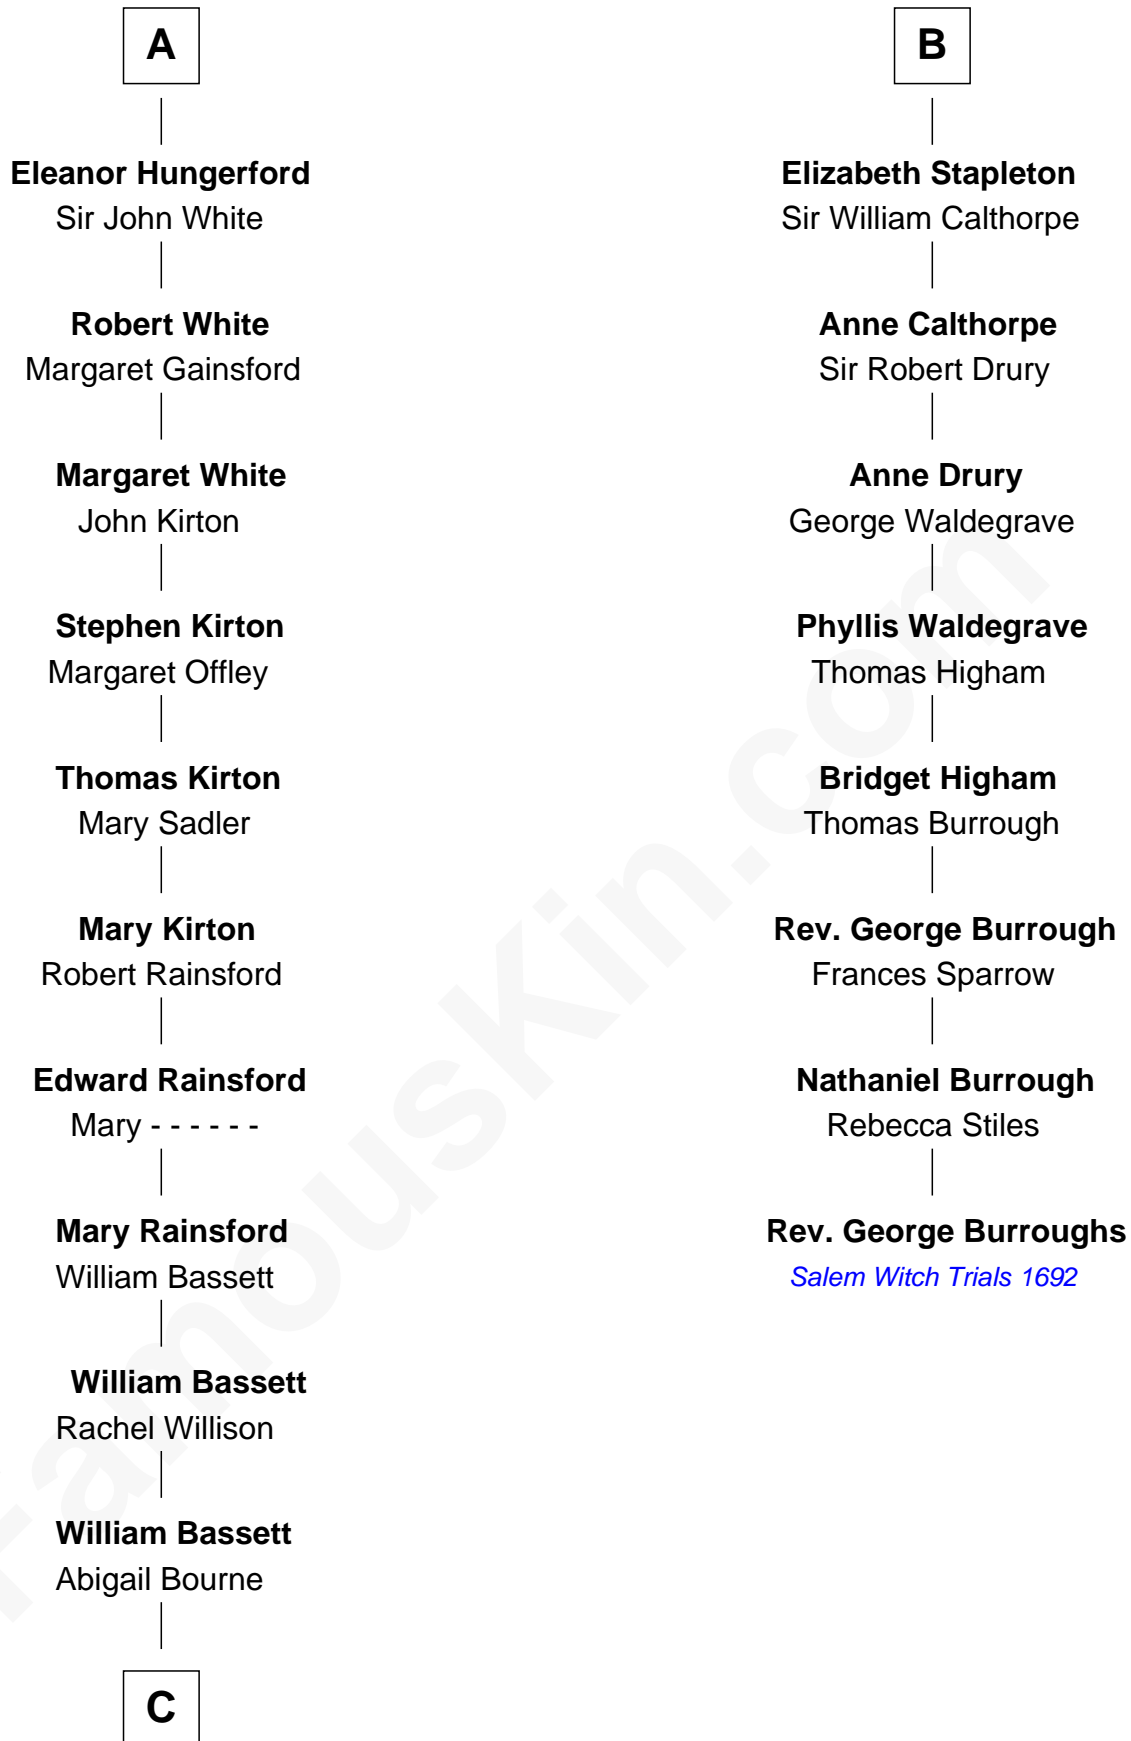 A
Eleanor Hungerford
Sir John White
Robert White
Margaret Gainsford
Margaret White
John Kirton
Stephen Kirton
Margaret Offley
Thomas Kirton
Mary Sadler
Mary Kirton
Robert Rainsford
Edward Rainsford
Mary - - - - - -
Mary Rainsford
William Bassett
William Bassett
Rachel Willison
William Bassett
Abigail Bourne
C
B
Elizabeth Stapleton
Sir William Calthorpe
Anne Calthorpe
Sir Robert Drury
Anne Drury
George Waldegrave
Phyllis Waldegrave
Thomas Higham
Bridget Higham
Thomas Burrough
Rev. George Burrough
Frances Sparrow
Nathaniel Burrough
Rebecca Stiles
Rev. George Burroughs
Salem Witch Trials 1692
FamousKin.com